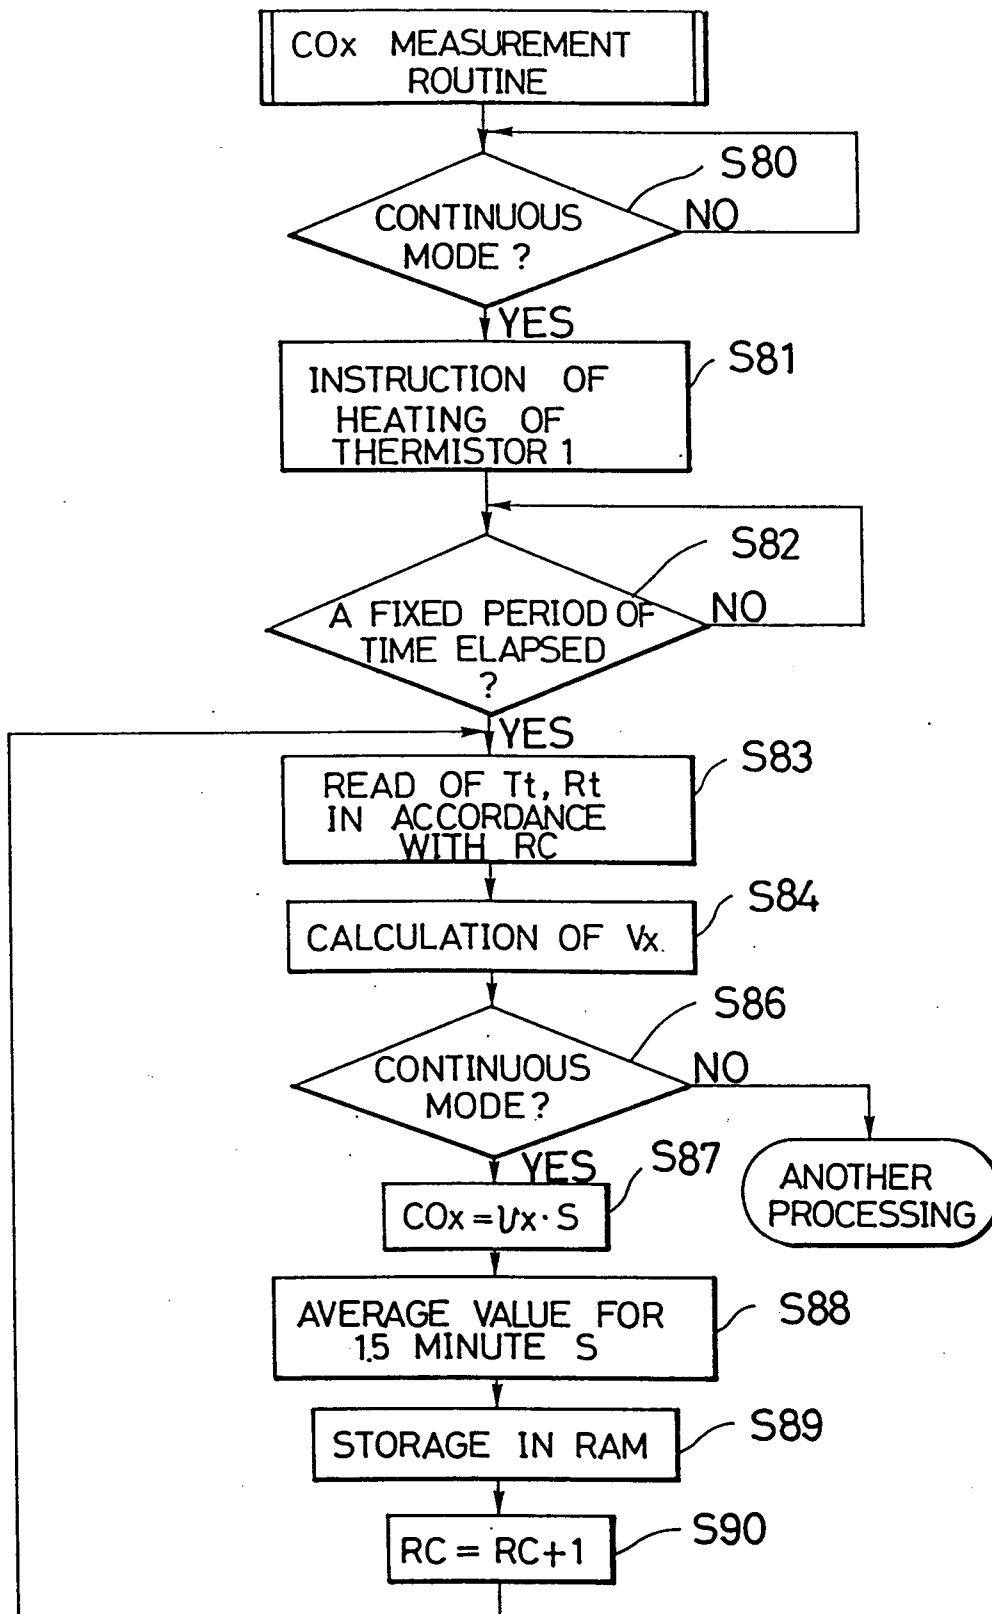 COx MEASUREMENT
ROUTINE
S80
CONTINUOUS
MODE ?
NO
YES
S81
INSTRUCTION OF
HEATING OF
THERMISTOR 1
S82
A FIXED PERIOD OF
TIME ELAPSED
?
NO
YES
S83
READ OF Tt, Rt
IN ACCORDANCE
WITH RC
S84
CALCULATION OF Vx.
S86
CONTINUOUS
MODE?
NO
YES
S87
ANOTHER
PROCESSING
COx = υx · S
S88
AVERAGE VALUE FOR
1.5 MINUTE S
S89
STORAGE IN RAM
S90
RC = RC+1